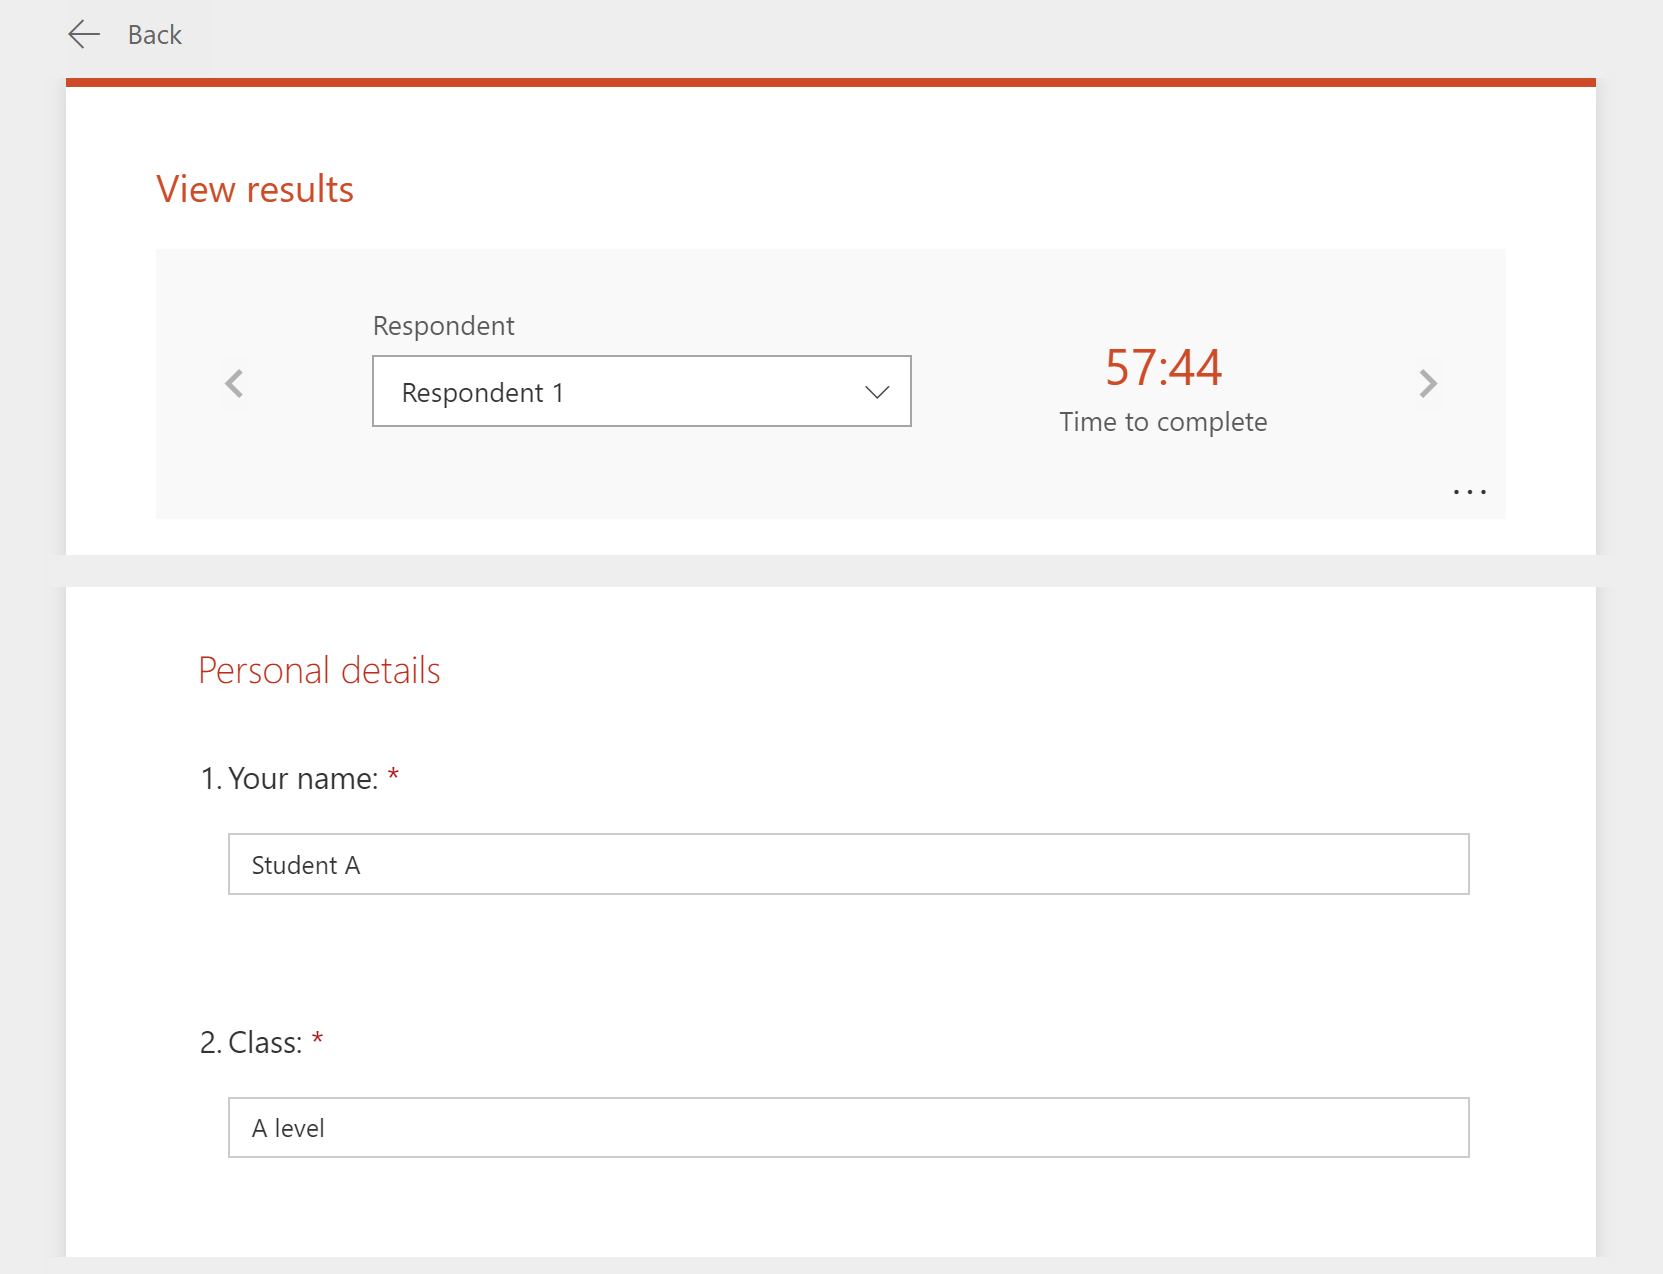 Back
View results
Respondent
Respondent 1
57:44
Time to complete
...
Personal details
1. Your name: *
Student A
2. Class: *
A level